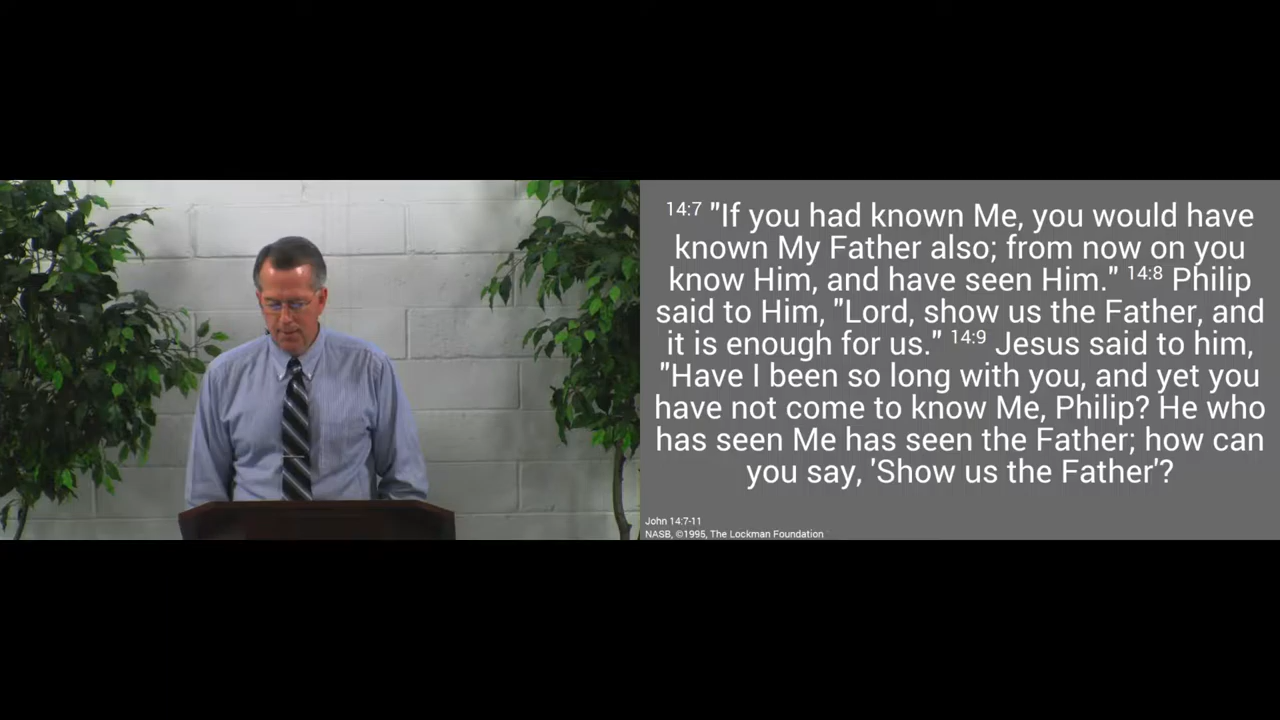 14:7 "If you had known Me, you would have
known My Father also; from now on you
know Him, and have seen Him." 14:8 Philip
said to Him, "Lord, show us the Father, and
it is enough for us." 14:9 Jesus said to him,
"Have I been so long with you, and yet you
have not come to know Me, Philip? He who
has seen Me has seen the Father; how can
you say, 'Show us the Father'?
John 14:7-11
NASB, ©1995, The Lockman Foundation